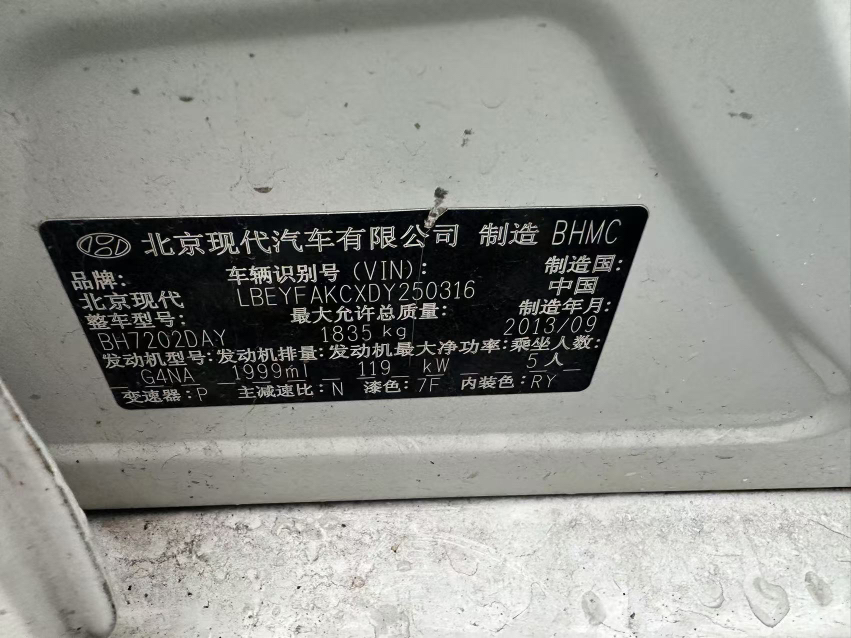 北京现代汽车有限公司 制造 BHMC
品牌: 车辆识别号(VIN): 制造国:
北京现代 LBEYFAKCXDY250316 中国
整车型号: 最大允许总质量: 制造年月:
BH7202DAY 1835 kg 2013/09
发动机型号: 发动机排量: 发动机最大净功率: 乘坐人数:
G4NA 1999ml 119 kW 5 人
变速器: P 主减速比: N 漆色: 7F 内装色: RY